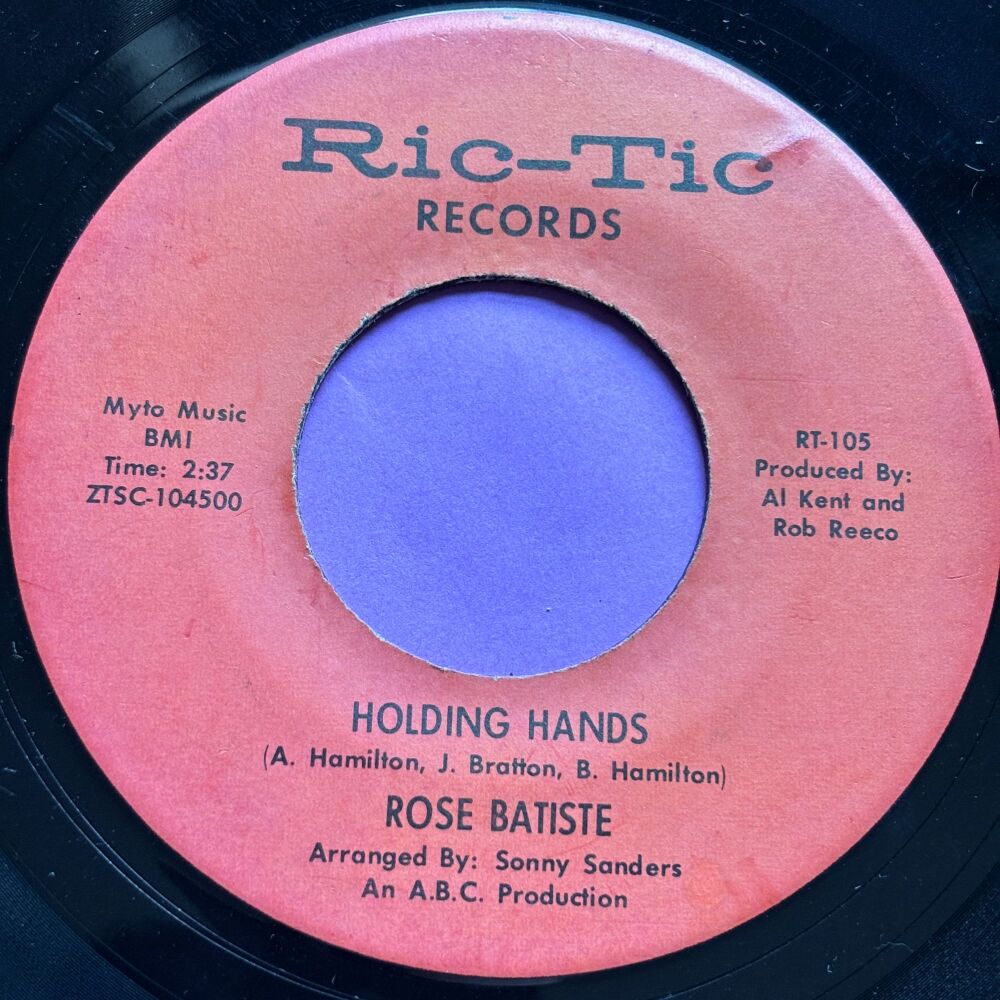 Ric-Tic
RECORDS
Myto Music
BMI
Time: 2:37
ZTSC-104500
RT-105
Produced By:
Al Kent and
Rob Reeco
HOLDING HANDS
(A. Hamilton, J. Bratton, B. Hamilton)
ROSE BATISTE
Arranged By: Sonny Sanders
An A.B.C. Production